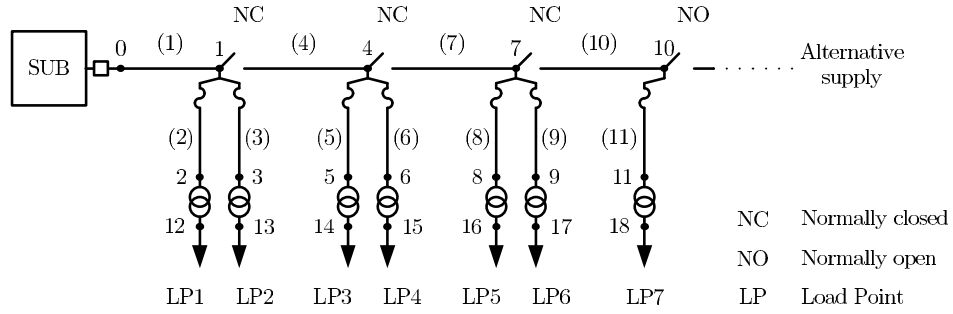 NC NC NC NO
0 (1) 1 (4) 4 (7) 7 (10) 10 Alternative
SUB supply
(2) (3) (5) (6) (8) (9) (11)
2 3 5 6 8 9 11
12 13 14 15 16 17 18 NC Normally closed
NO Normally open
LP1 LP2 LP3 LP4 LP5 LP6 LP7 LP Load Point